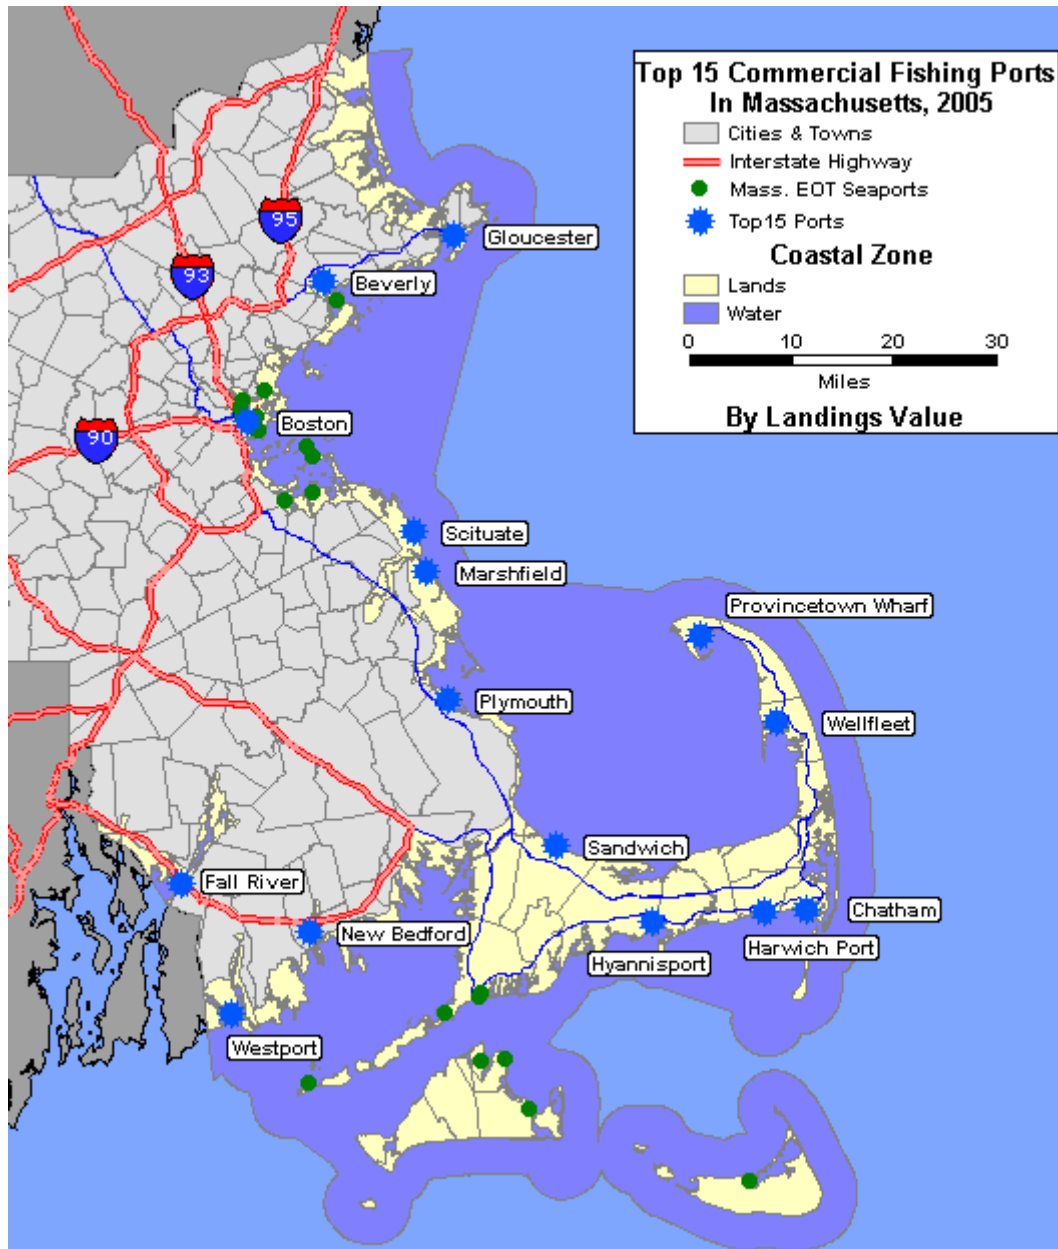 Top 15 Commercial Fishing Ports
In Massachusetts, 2005
Cities & Towns
Interstate Highway
Mass. EOT Seaports
Top15 Ports
Coastal Zone
Lands
Water
0 10 20 30
Miles
By Landings Value
95
Gloucester
93
Beverly
90
Boston
Scituate
Marshfield
Provincetown Wharf
Plymouth
Wellfleet
Sandwich
Fall River
Chatham
New Bedford
Harwich Port
Hyannisport
Westport